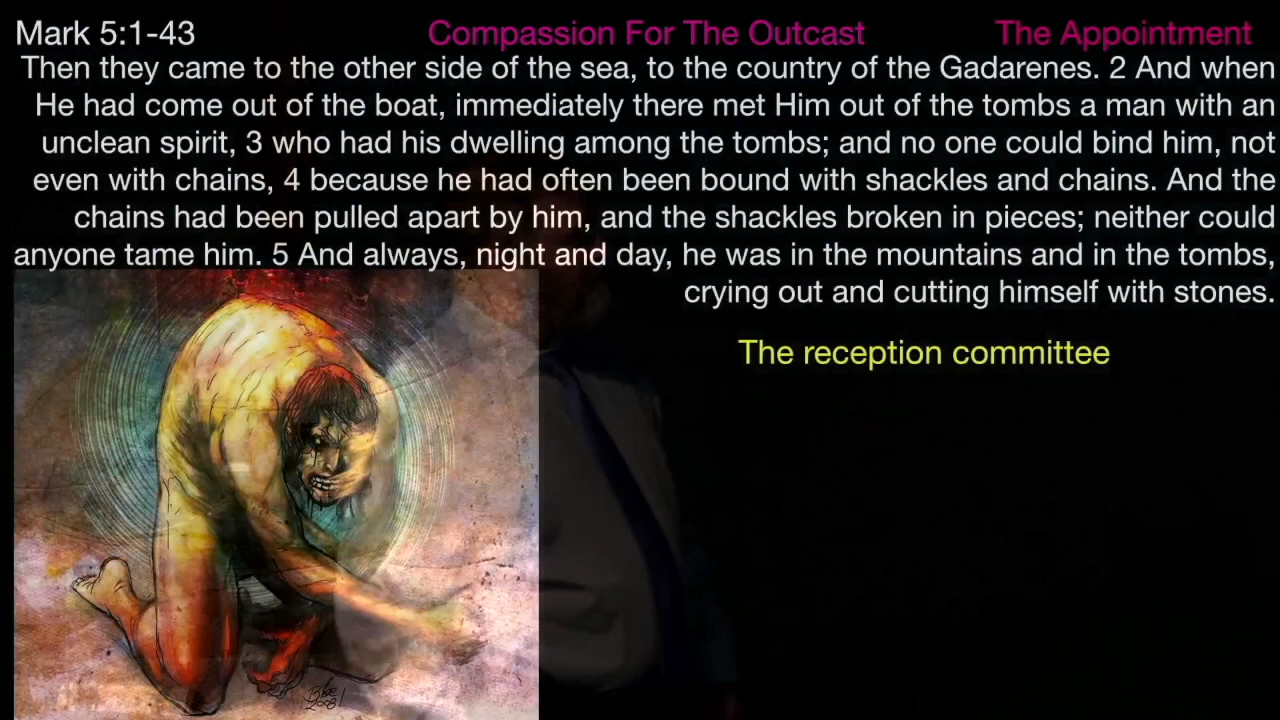 Mark 5:1-43 Compassion For The Outcast The Appointment
Then they came to the other side of the sea, to the country of the Gadarenes. 2 And when
He had come out of the boat, immediately there met Him out of the tombs a man with an
unclean spirit, 3 who had his dwelling among the tombs; and no one could bind him, not
even with chains, 4 because he had often been bound with shackles and chains. And the
chains had been pulled apart by him, and the shackles broken in pieces; neither could
anyone tame him. 5 And always, night and day, he was in the mountains and in the tombs,
crying out and cutting himself with stones.
The reception committee
2008!